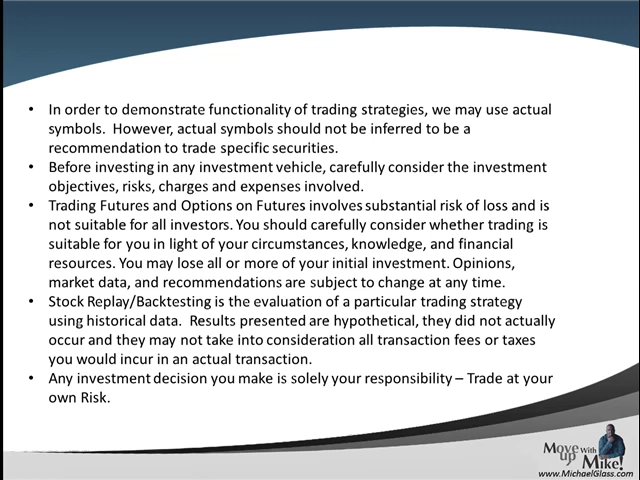 • In order to demonstrate functionality of trading strategies, we may use actual
symbols.  However, actual symbols should not be inferred to be a
recommendation to trade specific securities.
• Before investing in any investment vehicle, carefully consider the investment
objectives, risks, charges and expenses involved.
• Trading Futures and Options on Futures involves substantial risk of loss and is
not suitable for all investors. You should carefully consider whether trading is
suitable for you in light of your circumstances, knowledge, and financial
resources. You may lose all or more of your initial investment. Opinions,
market data, and recommendations are subject to change at any time.
• Stock Replay/Backtesting is the evaluation of a particular trading strategy
using historical data.  Results presented are hypothetical, they did not actually
occur and they may not take into consideration all transaction fees or taxes
you would incur in an actual transaction.
• Any investment decision you make is solely your responsibility – Trade at your
own Risk.
Move up With Mike!
www.MichaelGlass.com